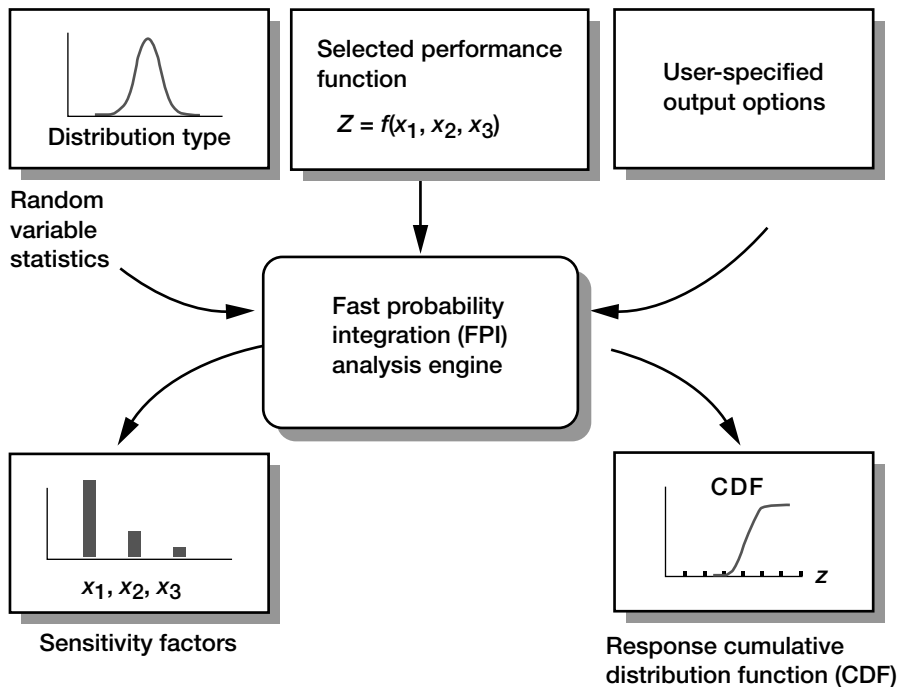 Distribution type
Random
variable
statistics
Selected performance
function
Z = f(x1, x2, x3)
User-specified
output options
Fast probability
integration (FPI)
analysis engine
x1, x2, x3
Sensitivity factors
CDF
z
Response cumulative
distribution function (CDF)